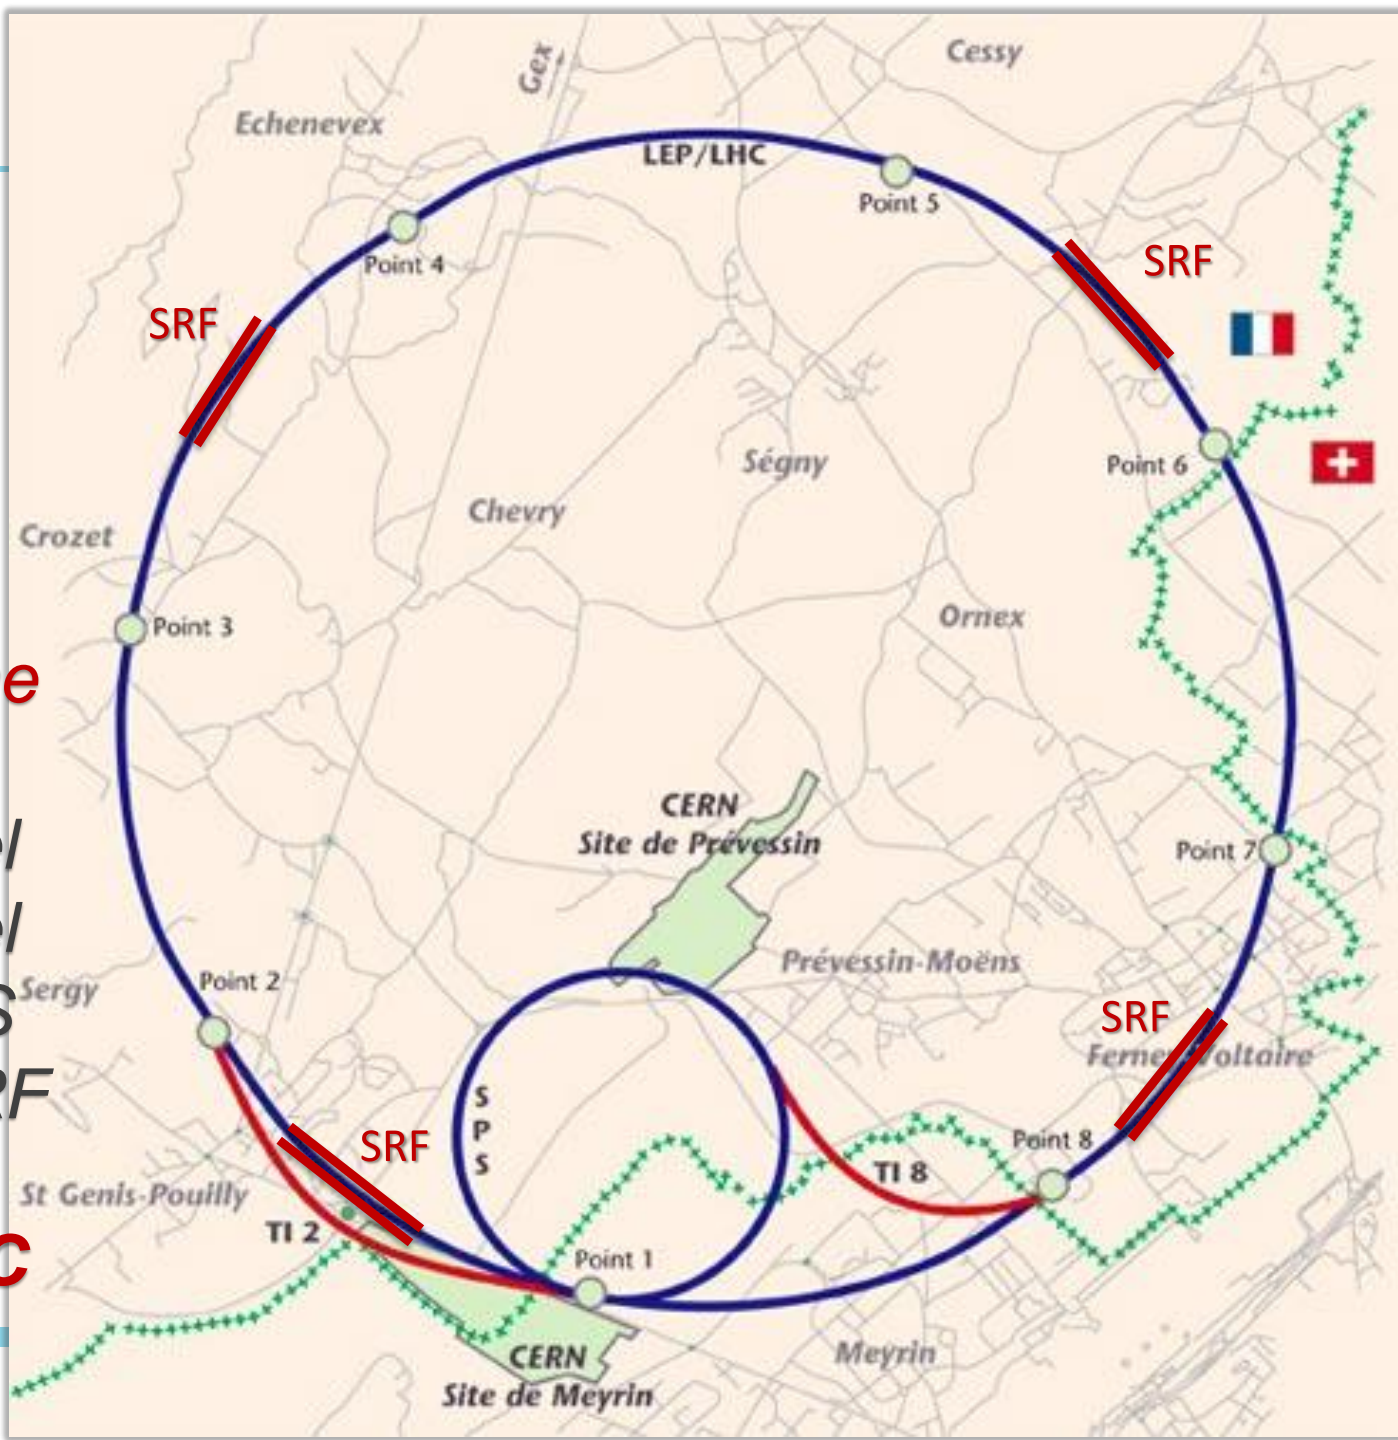 Cessy
Gex
Echenevex
LEP/LHC
Point 5
Point 4
SRF
SRF
Point 6
Ségny
Chevry
Crozet
Ornex
Point 3
CERN
Site de Prévessin
Point 7
Prévessin-Moëns
Point 2
Sergy
SRF
Ferney-Voltaire
S
P
S
SRF
Point 8
TI 8
St Genis-Pouilly
TI 2
Point 1
Meyrin
CERN
Site de Meyrin